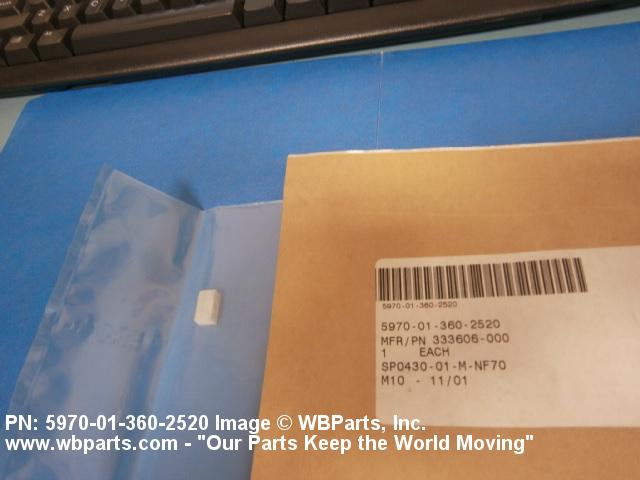 5970-01-360-2520
5970-01-360-2520
MFR/PN 333606-000
1 EACH
SP0430-01-M-NF70
M10 - 11/01
PN: 5970-01-360-2520 Image © WBParts, Inc.
www.wbparts.com - "Our Parts Keep the World Moving"